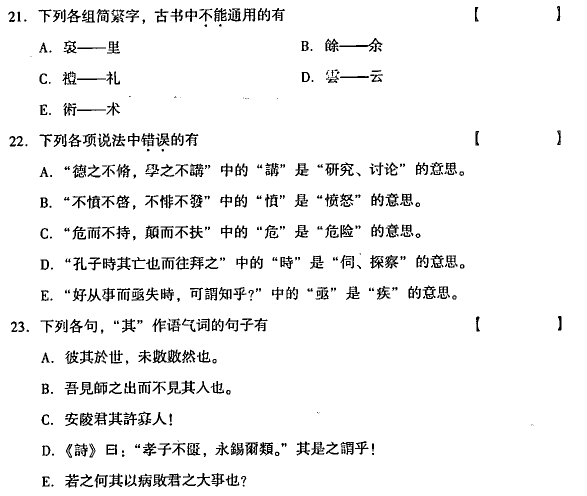 21. 下列各组简繁字，古书中不能通用的有 【 】
A. 裏——里 B. 餘——余
C. 禮——礼 D. 雲——云
E. 術——术
22. 下列各项说法中错误的有 【 】
A. “德之不脩，學之不講”中的“講”是“研究、讨论”的意思。
B. “不憤不啓，不悱不發”中的“憤”是“愤怒”的意思。
C. “危而不持，顛而不扶”中的“危”是“危险”的意思。
D. “孔子時其亡也而往拜之”中的“時”是“伺、探察”的意思。
E. “好从事而亟失時，可謂知乎?”中的“亟”是“疾”的意思。
23. 下列各句，“其”作语气词的句子有 【 】
A. 彼其於世，未數數然也。
B. 吾見師之出而不見其人也。
C. 安陵君其許寡人!
D.《詩》曰：“孝子不匱，永錫爾類。”其是之謂乎!
E. 若之何其以病敗君之大事也?